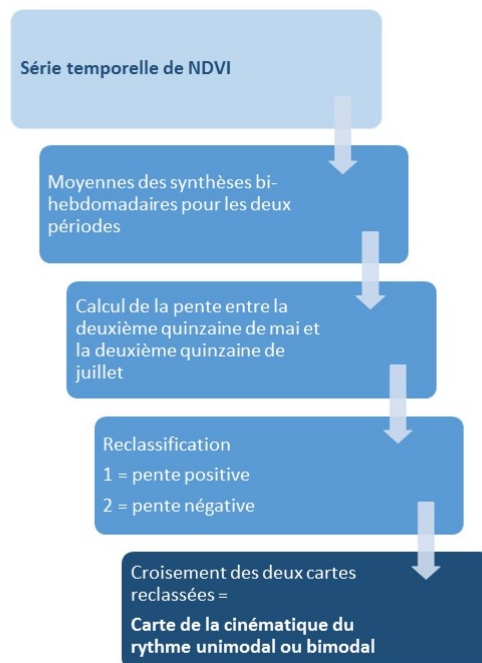 Série temporelle de NDVI
Moyennes des synthèses bi-
hebdomadaires pour les deux
périodes
Calcul de la pente entre la
deuxième quinzaine de mai et
la deuxième quinzaine de
juillet
Reclassification
1 = pente positive
2 = pente négative
Croisement des deux cartes
reclassées =
Carte de la cinématique du
rythme unimodal ou bimodal